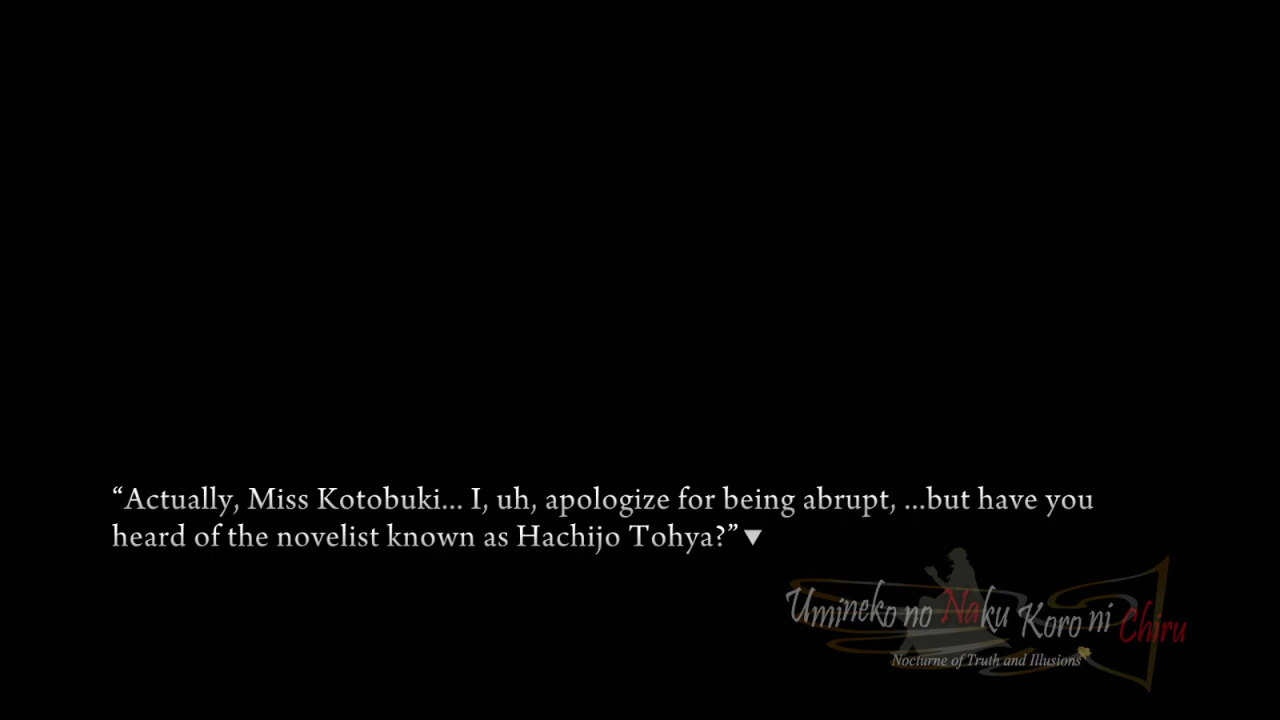 “Actually, Miss Kotobuki... I, uh, apologize for being abrupt, ...but have you
heard of the novelist known as Hachijo Tohya?”
Umineko no Naku Koro ni Chiru
Nocturne of Truth and Illusions